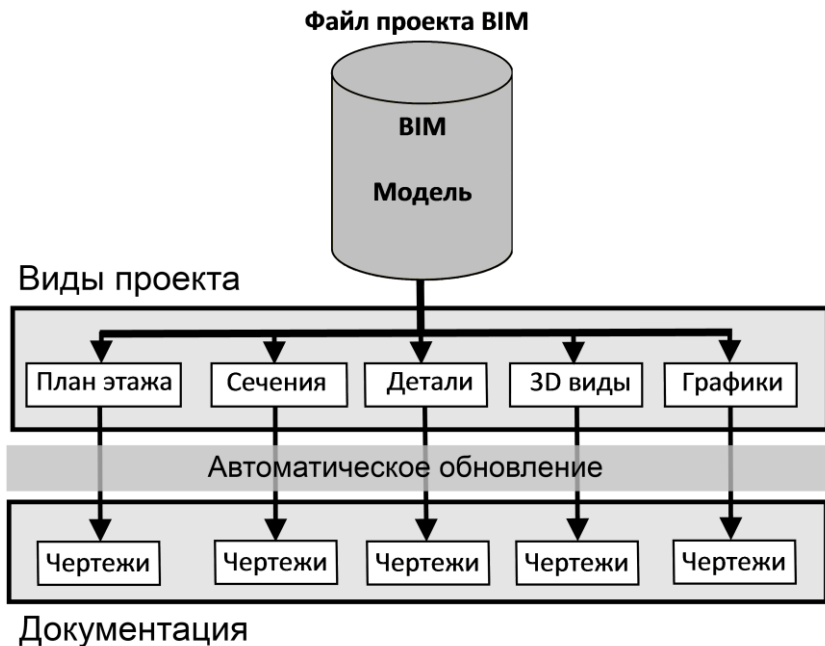 Файл проекта BIM
BIM
Модель
Виды проекта
План этажа
Сечения
Детали
3D виды
Графики
Автоматическое обновление
Чертежи
Чертежи
Чертежи
Чертежи
Чертежи
Документация